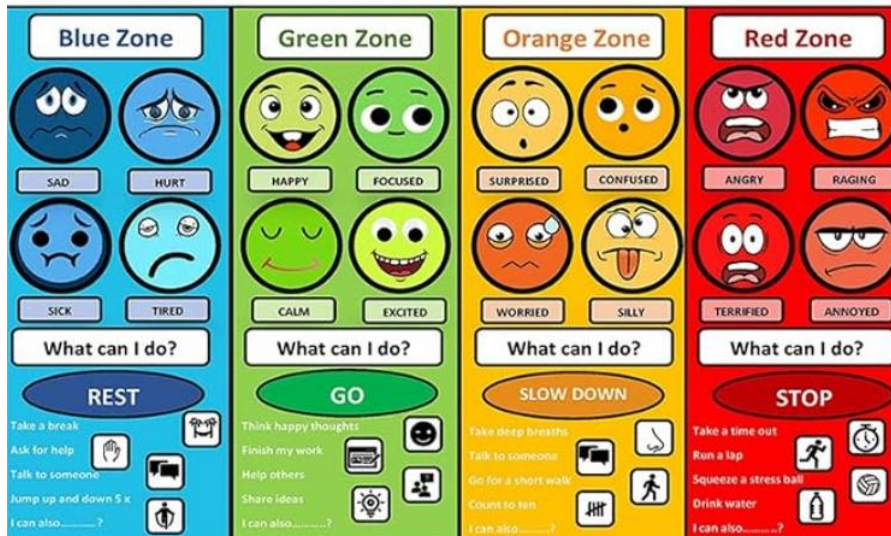 Blue Zone
SAD
HURT
SICK
TIRED
What can I do?
REST
Take a break
Ask for help
Talk to someone
Jump up and down 5 x
I can also...........?
Green Zone
HAPPY
FOCUSED
CALM
EXCITED
What can I do?
GO
Think happy thoughts
Finish my work
Help others
Share ideas
I can also...........?
Orange Zone
SURPRISED
CONFUSED
WORRIED
SILLY
What can I do?
SLOW DOWN
Take deep breaths
Talk to someone
Go for a short walk
Count to ten
I can also...........?
Red Zone
ANGRY
RAGING
TERRIFIED
ANNOYED
What can I do?
STOP
Take a time out
Run a lap
Squeeze a stress ball
Drink water
I can also...........?